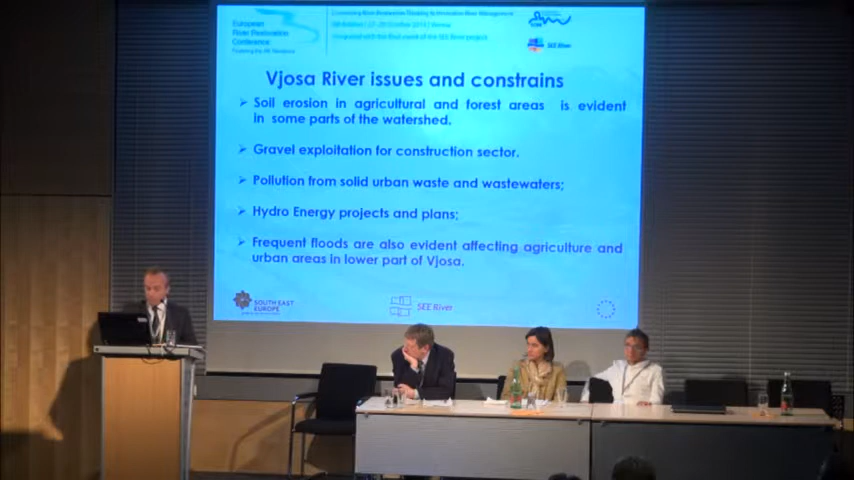 European
River Restoration
Conference
SEE River
Vjosa River issues and constrains
➢ Soil erosion in agricultural and forest areas is evident
in some parts of the watershed.
➢ Gravel exploitation for construction sector.
➢ Pollution from solid urban waste and wastewaters;
➢ Hydro Energy projects and plans;
➢ Frequent floods are also evident affecting agriculture and
urban areas in lower part of Vjosa.
SOUTH EAST
EUROPE
SEE River